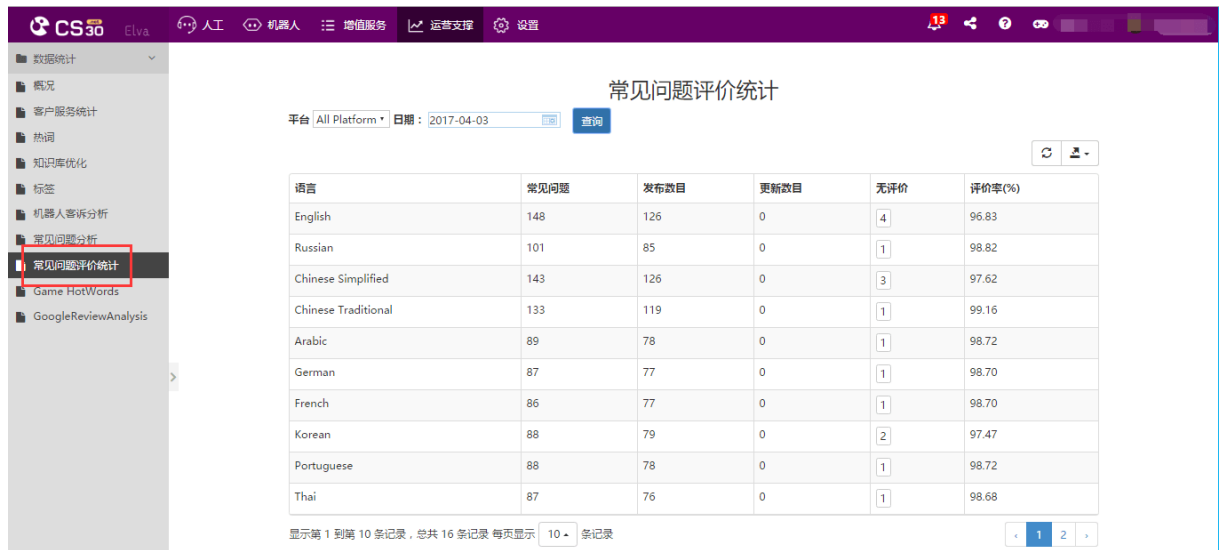 CS30 Elva 人工 机器人 增值服务 运营支撑 设置 13
数据统计
概况
客户服务统计
热词
知识库优化
标签
机器人客诉分析
常见问题分析
常见问题评价统计
Game HotWords
GoogleReviewAnalysis
常见问题评价统计
平台 All Platform 日期： 2017-04-03 查询
语言 常见问题 发布数目 更新数目 无评价 评价率(%)
English 148 126 0 4 96.83
Russian 101 85 0 1 98.82
Chinese Simplified 143 126 0 3 97.62
Chinese Traditional 133 119 0 1 99.16
Arabic 89 78 0 1 98.72
German 87 77 0 1 98.70
French 86 77 0 1 98.70
Korean 88 79 0 2 97.47
Portuguese 88 78 0 1 98.72
Thai 87 76 0 1 98.68
显示第 1 到第 10 条记录，总共 16 条记录 每页显示 10 条记录 ‹ 1 2 ›